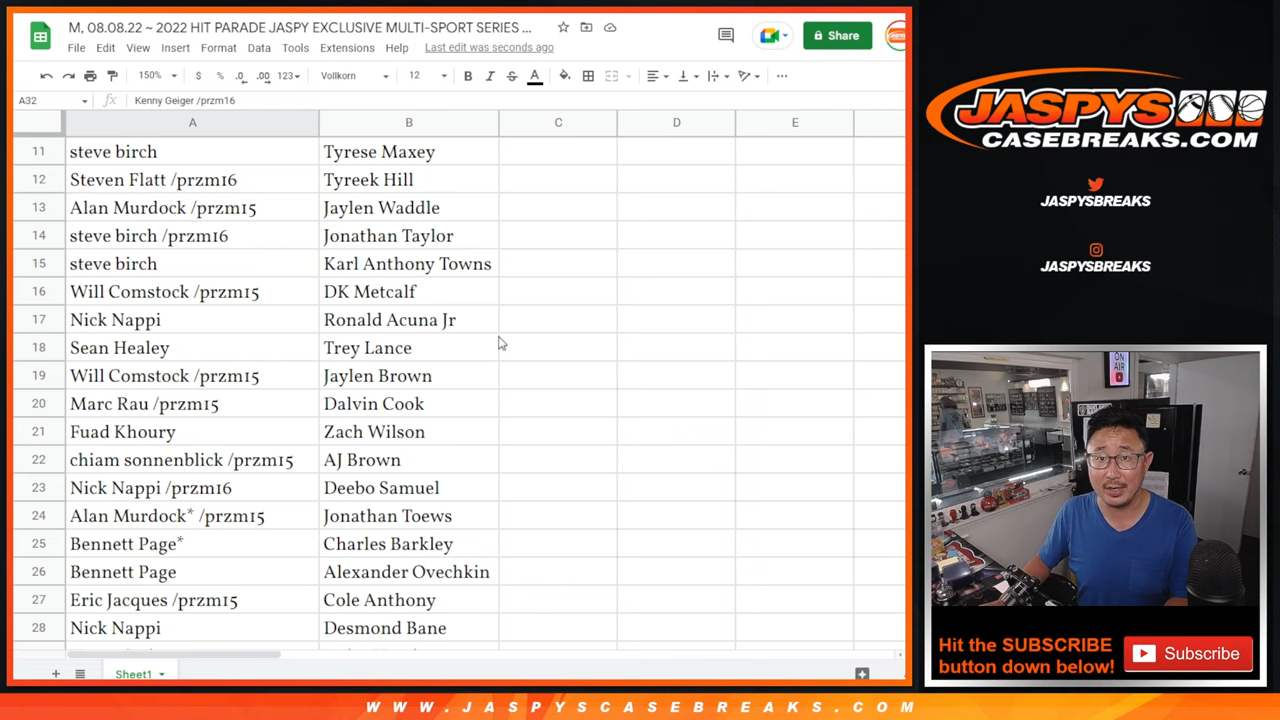 M, 08.08.22 ~ 2022 HIT PARADE JASPY EXCLUSIVE MULTI-SPORT SERIES ...
File Edit View Insert Format Data Tools Extensions Help Last edit was seconds ago
Share
150% $ % .0 .00 123 Vollkorn 12 B I S A
A32 fx Kenny Geiger /przm16
A B C D E
11 steve birch Tyrese Maxey
12 Steven Flatt /przm16 Tyreek Hill
13 Alan Murdock /przm15 Jaylen Waddle
14 steve birch /przm16 Jonathan Taylor
15 steve birch Karl Anthony Towns
16 Will Comstock /przm15 DK Metcalf
17 Nick Nappi Ronald Acuna Jr
18 Sean Healey Trey Lance
19 Will Comstock /przm15 Jaylen Brown
20 Marc Rau /przm15 Dalvin Cook
21 Fuad Khoury Zach Wilson
22 chiam sonnenblick /przm15 AJ Brown
23 Nick Nappi /przm16 Deebo Samuel
24 Alan Murdock* /przm15 Jonathan Toews
25 Bennett Page* Charles Barkley
26 Bennett Page Alexander Ovechkin
27 Eric Jacques /przm15 Cole Anthony
28 Nick Nappi Desmond Bane
Sheet1
JASPYS
CASEBREAKS.COM
JASPYSBREAKS
JASPYSBREAKS
ON
AIR
Hit the SUBSCRIBE
button down below!
Subscribe
WWW.JASPYSCASEBREAKS.COM